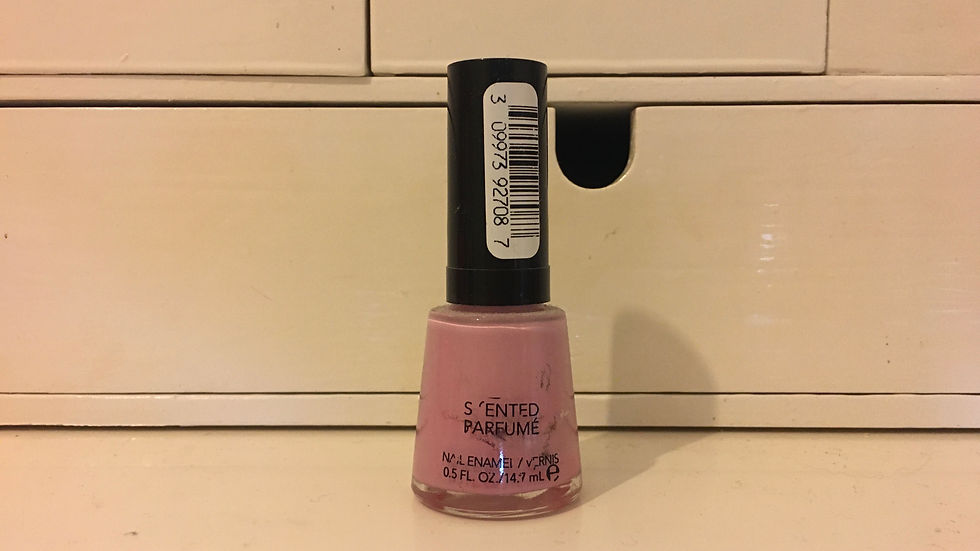 3 09973 92708 7
SCENTED
PARFUMÉ
NAIL ENAMEL / VERNIS
0.5 FL. OZ./14.7 mL ℮